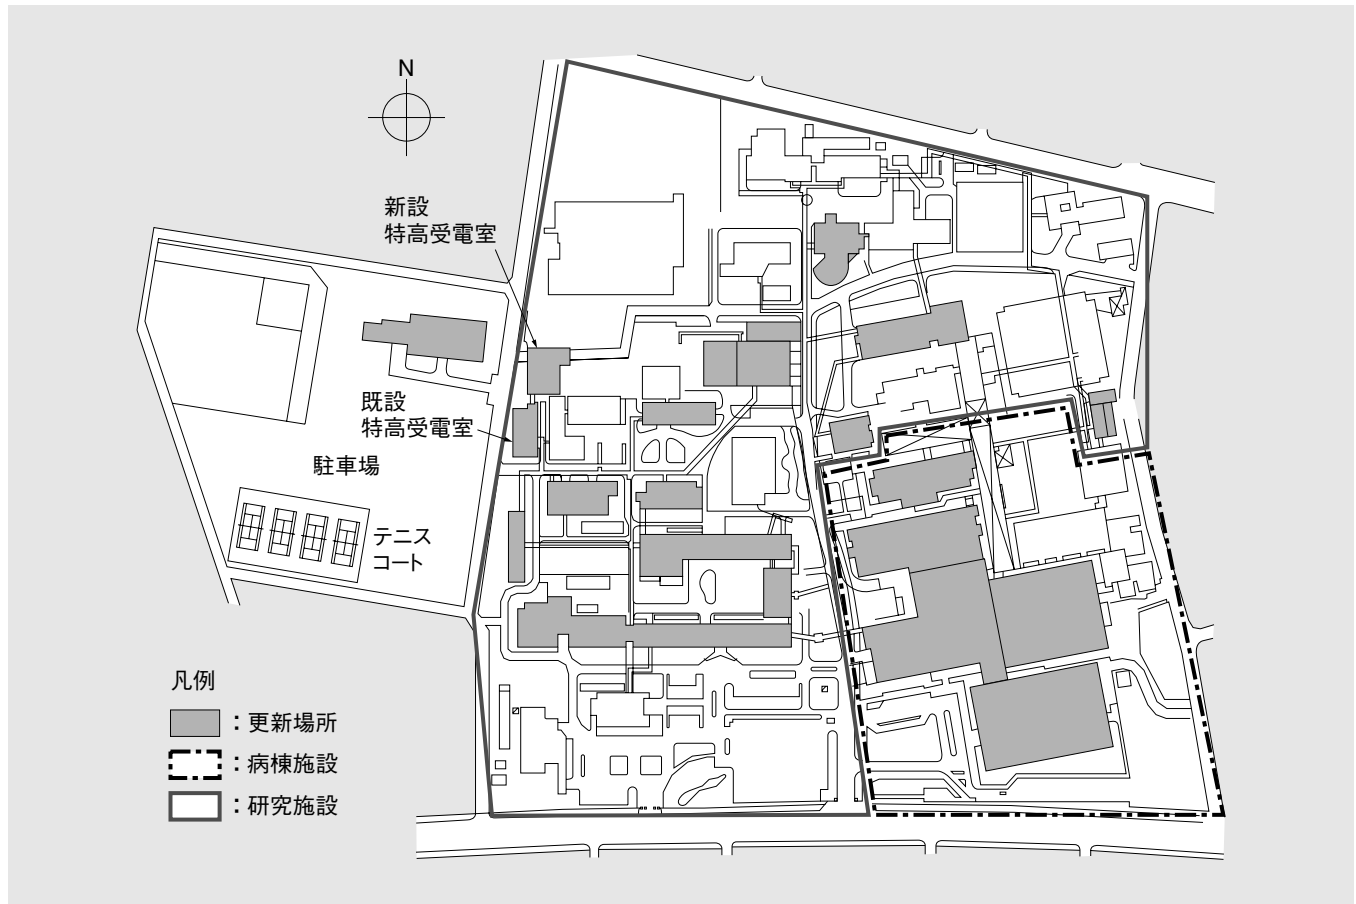 N
新設
特高受電室
既設
特高受電室
駐車場
テニス
コート
凡例
：更新場所
：病棟施設
：研究施設